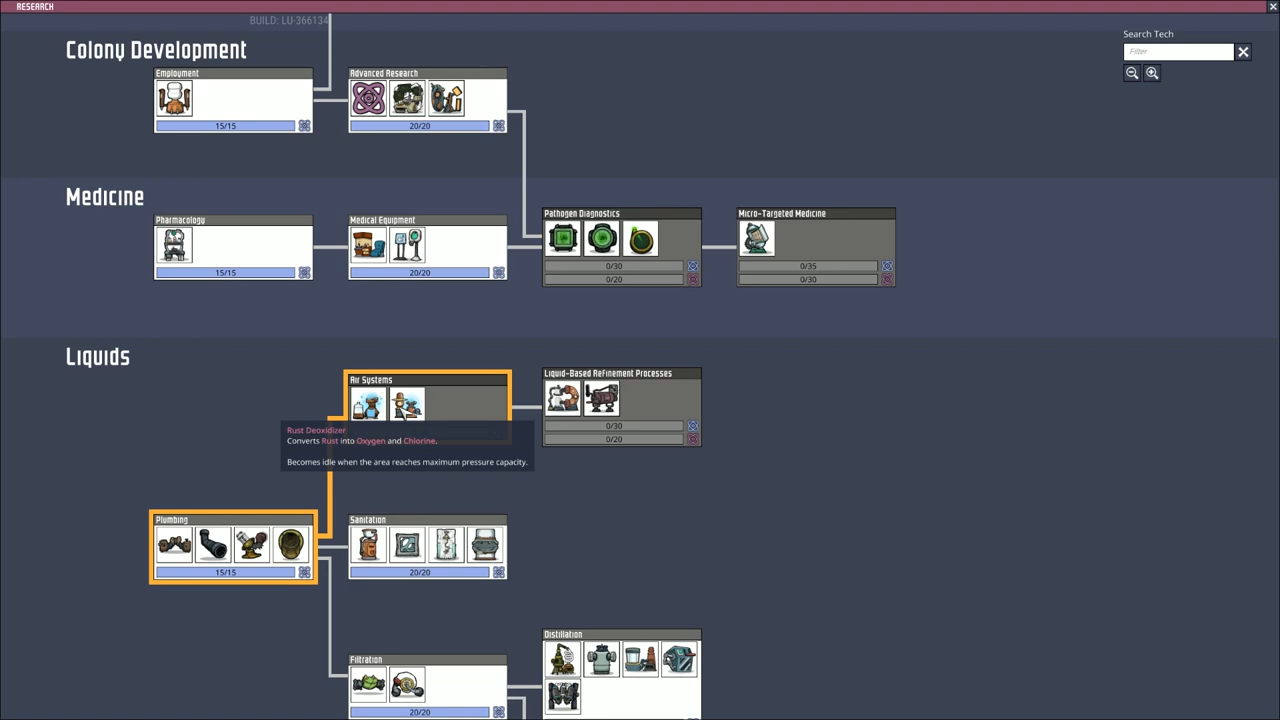 RESEARCH
BUILD: LU-366134
Search Tech
Filter
Colony Development
Employment
15/15
Advanced Research
20/20
Medicine
Pharmacology
15/15
Medical Equipment
20/20
Pathogen Diagnostics
0/30
0/20
Micro-Targeted Medicine
0/35
0/30
Liquids
Air Systems
Liquid-Based Refinement Processes
0/30
0/20
Rust Deoxidizer
Converts Rust into Oxygen and Chlorine.
Becomes idle when the area reaches maximum pressure capacity.
Plumbing
15/15
Sanitation
20/20
Filtration
20/20
Distillation